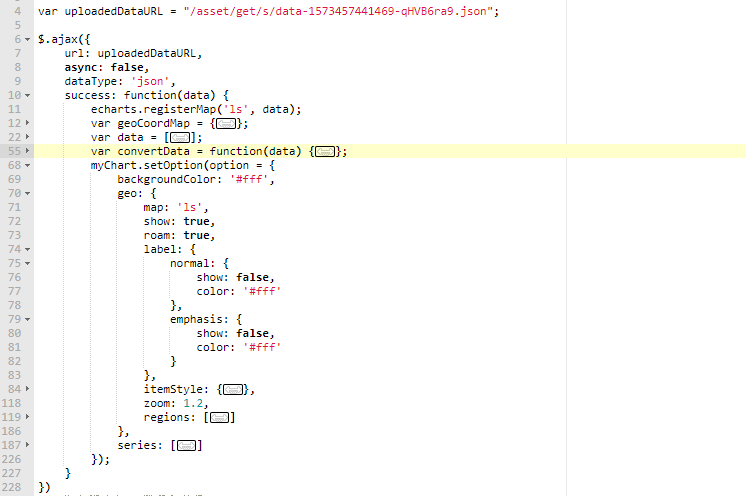 4 var uploadedDataURL = "/asset/get/s/data-1573457441469-qHVB6ra9.json";
5
6 $.ajax({
7 url: uploadedDataURL,
8 async: false,
9 dataType: 'json',
10 success: function(data) {
11 echarts.registerMap('ls', data);
12 var geoCoordMap = {};
22 var data = [];
55 var convertData = function(data) {};
68 myChart.setOption(option = {
69 backgroundColor: '#fff',
70 geo: {
71 map: 'ls',
72 show: true,
73 roam: true,
74 label: {
75 normal: {
76 show: false,
77 color: '#fff'
78 },
79 emphasis: {
80 show: false,
81 color: '#fff'
82 }
83 },
84 itemStyle: {},
118 zoom: 1.2,
119 regions: []
186 },
187 series: []
226 });
227 }
228 })